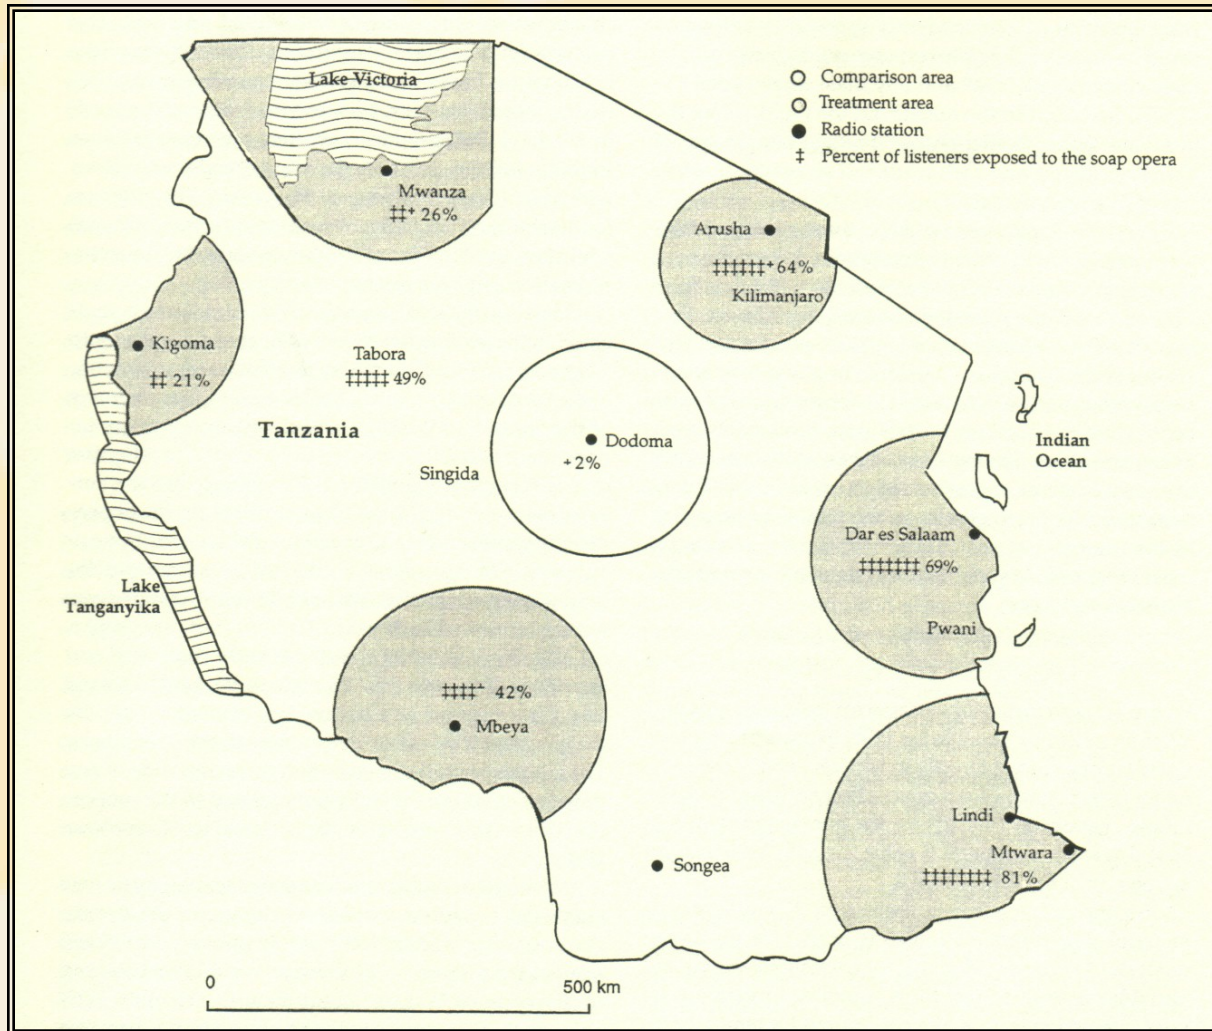 Lake Victoria
Comparison area
Treatment area
Radio station
‡ Percent of listeners exposed to the soap opera
Mwanza
‡‡+ 26%
Arusha
‡‡‡‡‡‡+64%
Kilimanjaro
Kigoma
‡‡ 21%
Tabora
‡‡‡‡‡ 49%
Tanzania
Dodoma
+2%
Singida
Indian
Ocean
Dar es Salaam
‡‡‡‡‡‡‡ 69%
Pwani
Lake
Tanganyika
‡‡‡‡+ 42%
Mbeya
Lindi
Mtwara
‡‡‡‡‡‡‡‡ 81%
Songea
0
500 km